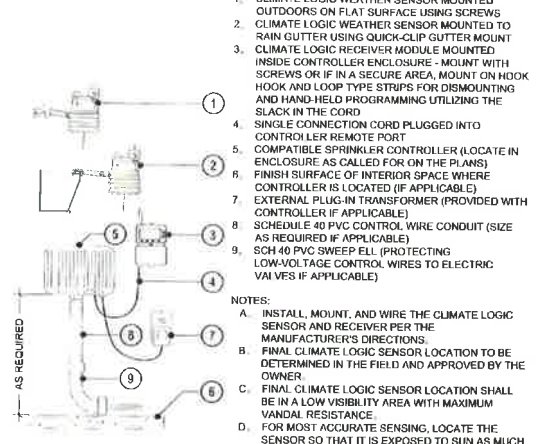 1. CLIMATE LOGIC WEATHER SENSOR MOUNTED
OUTDOORS ON FLAT SURFACE USING SCREWS
2. CLIMATE LOGIC WEATHER SENSOR MOUNTED TO
RAIN GUTTER USING QUICK-CLIP GUTTER MOUNT
3. CLIMATE LOGIC RECEIVER MODULE MOUNTED
INSIDE CONTROLLER ENCLOSURE - MOUNT WITH
SCREWS OR IF IN A SECURE AREA, MOUNT ON HOOK
HOOK AND LOOP TYPE STRIPS FOR DISMOUNTING
AND HAND-HELD PROGRAMMING UTILIZING THE
SLACK IN THE CORD
4. SINGLE CONNECTION CORD PLUGGED INTO
CONTROLLER REMOTE PORT
5. COMPATIBLE SPRINKLER CONTROLLER (LOCATE IN
ENCLOSURE AS CALLED FOR ON THE PLANS)
6. FINISH SURFACE OF INTERIOR SPACE WHERE
CONTROLLER IS LOCATED (IF APPLICABLE)
7. EXTERNAL PLUG-IN TRANSFORMER (PROVIDED WITH
CONTROLLER IF APPLICABLE)
8. SCHEDULE 40 PVC CONTROL WIRE CONDUIT (SIZE
AS REQUIRED IF APPLICABLE)
9. SCH 40 PVC SWEEP ELL (PROTECTING
LOW-VOLTAGE CONTROL WIRES TO ELECTRIC
VALVES IF APPLICABLE)
NOTES:
A. INSTALL, MOUNT, AND WIRE THE CLIMATE LOGIC
SENSOR AND RECEIVER PER THE
MANUFACTURER'S DIRECTIONS.
B. FINAL CLIMATE LOGIC SENSOR LOCATION TO BE
DETERMINED IN THE FIELD AND APPROVED BY THE
OWNER.
C. FINAL CLIMATE LOGIC SENSOR LOCATION SHALL
BE IN A LOW VISIBILITY AREA WITH MAXIMUM
VANDAL RESISTANCE.
D. FOR MOST ACCURATE SENSING, LOCATE THE
SENSOR SO THAT IT IS EXPOSED TO SUN AS MUCH
1
2
5
3
4
8
7
9
6
AS REQUIRED